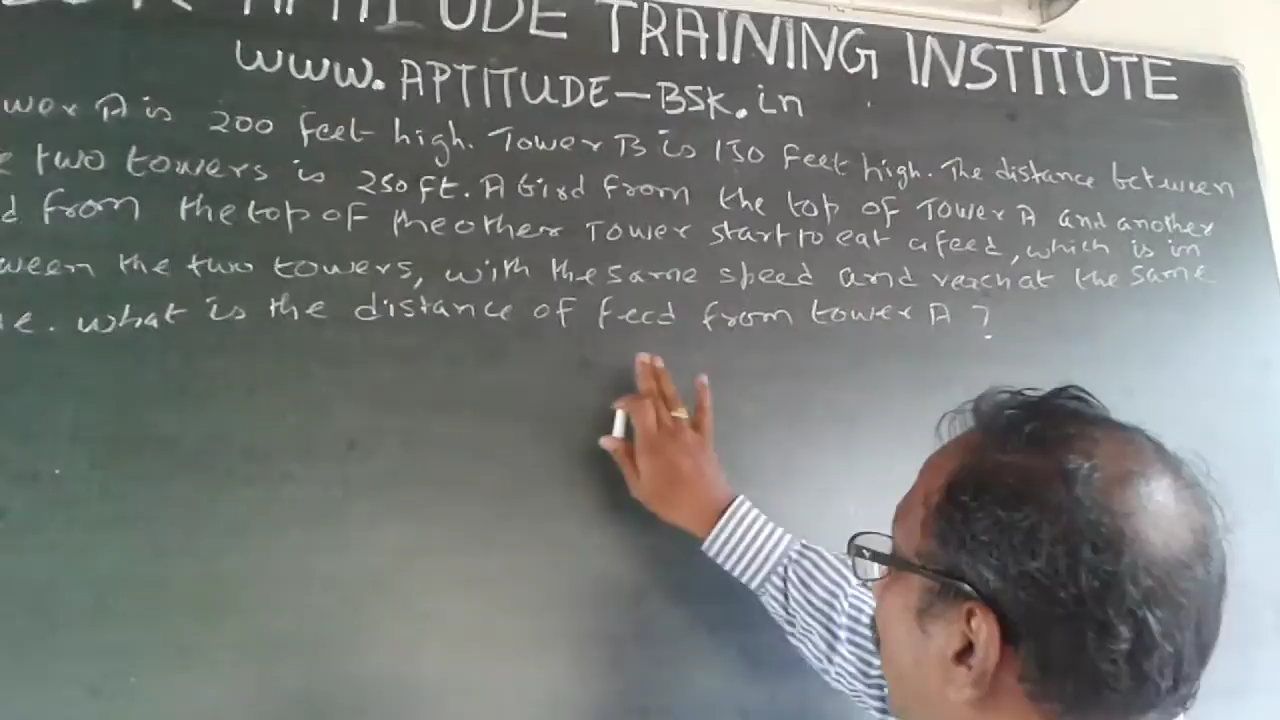 APTITUDE TRAINING INSTITUTE
www.APTITUDE-BSK.in
A is 200 feet high. Tower B is 150 feet high. The distance between
two towers is 250 ft. A bird from the top of Tower A and another
from the top of the other Tower start to eat a feed, which is in
the two towers, with the same speed and reach at the same
what is the distance of feed from tower A ?